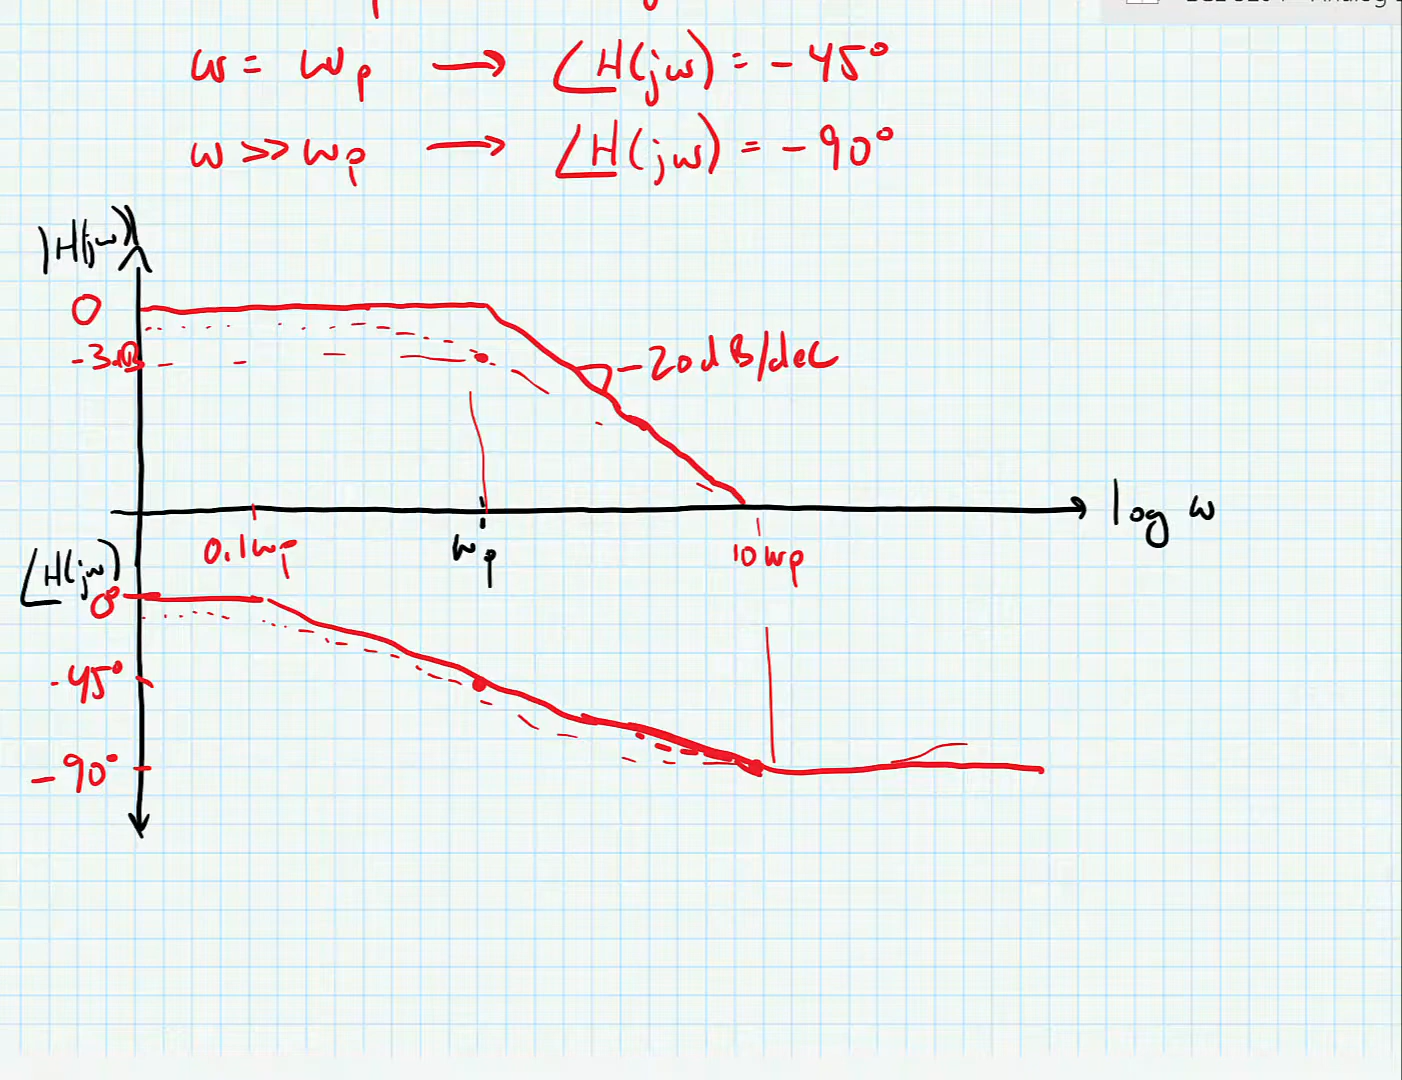 ω = ωp → ∠H(jω) = -45°
ω >> ωp → ∠H(jω) = -90°
|H(jω)|
0
-3dB
-20dB/dec
log ω
0.1ωp
ωp
10ωp
∠H(jω)
0°
-45°
-90°